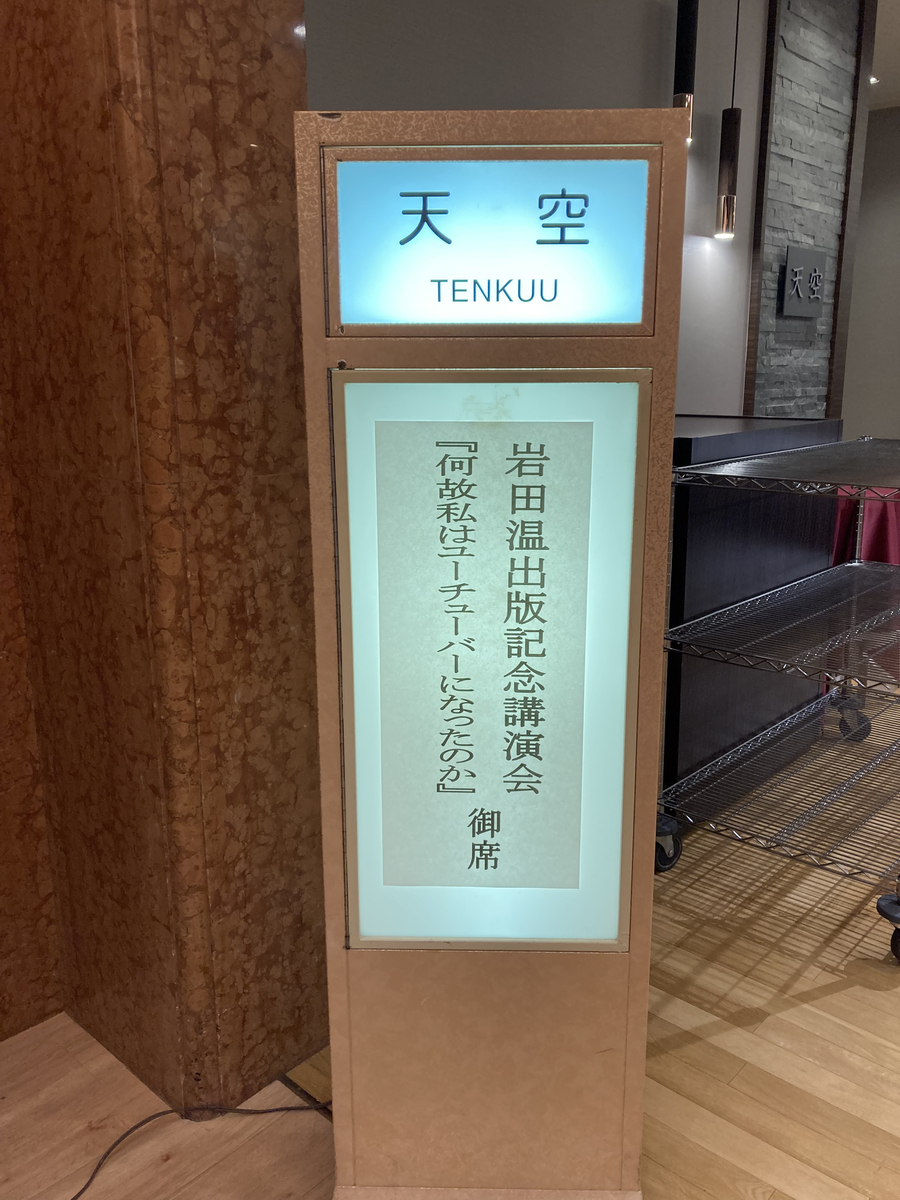 天空
TENKUU
岩田温出版記念講演会
『何故私はユーチューバーになったのか』
御席
天空